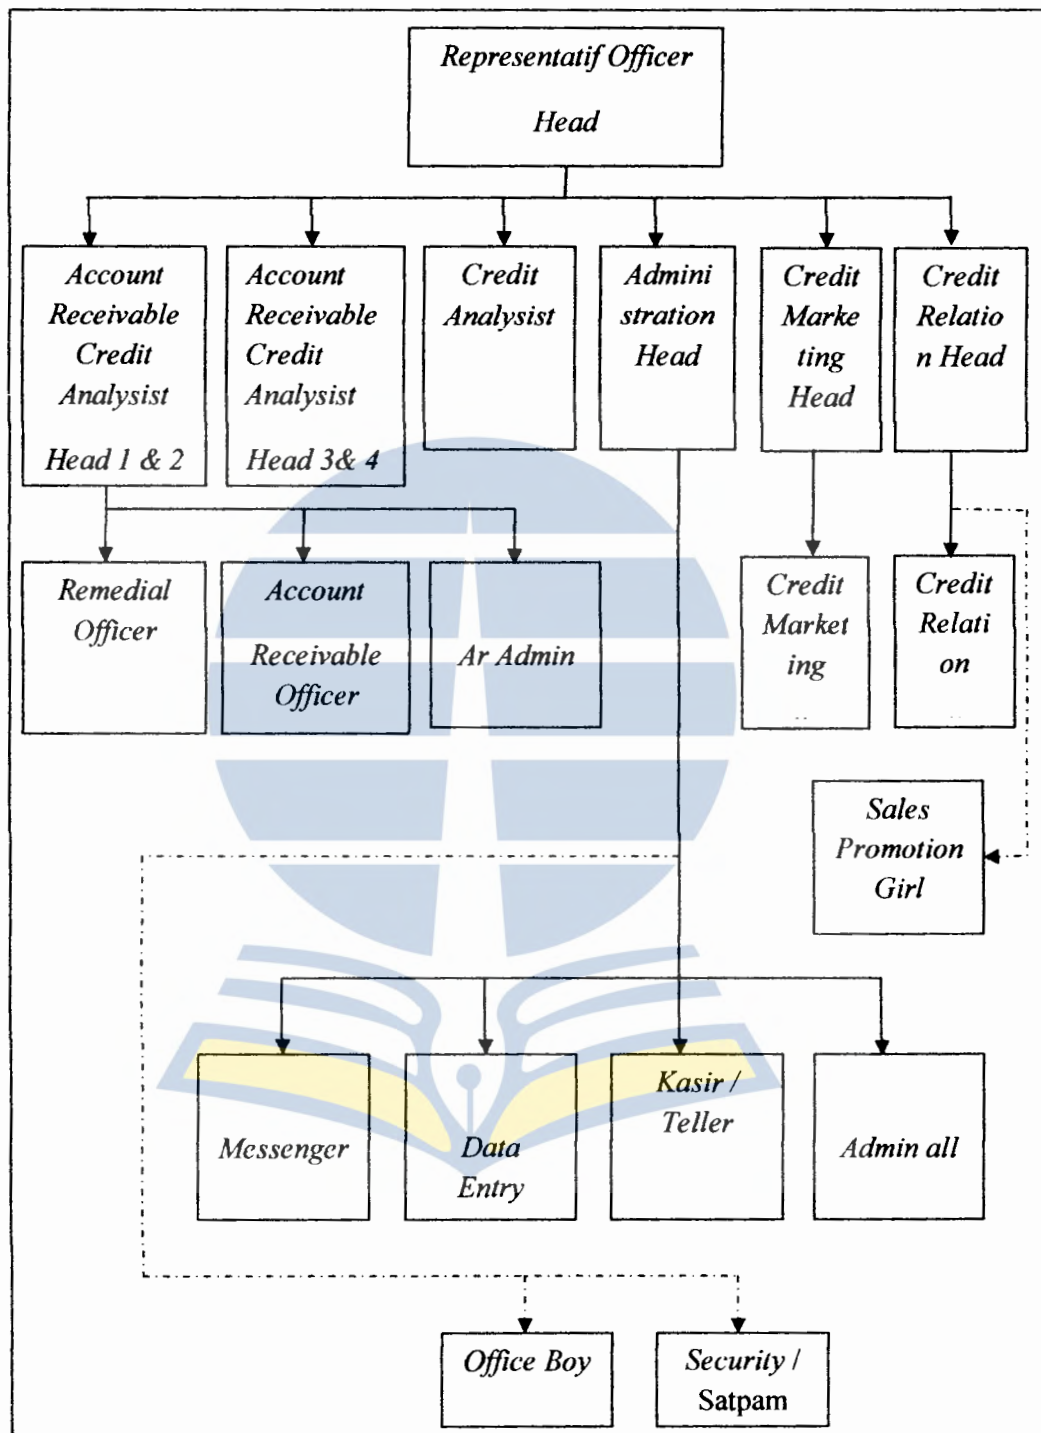 Representatif Officer
Head
Account
Receivable
Credit
Analysist
Head 1 & 2
Account
Receivable
Credit
Analysist
Head 3& 4
Credit
Analysist
Admini
stration
Head
Credit
Marke
ting
Head
Credit
Relatio
n Head
Remedial
Officer
Account
Receivable
Officer
Ar Admin
Credit
Market
ing
Credit
Relati
on
Sales
Promotion
Girl
Messenger
Data
Entry
Kasir /
Teller
Admin all
Office Boy
Security /
Satpam